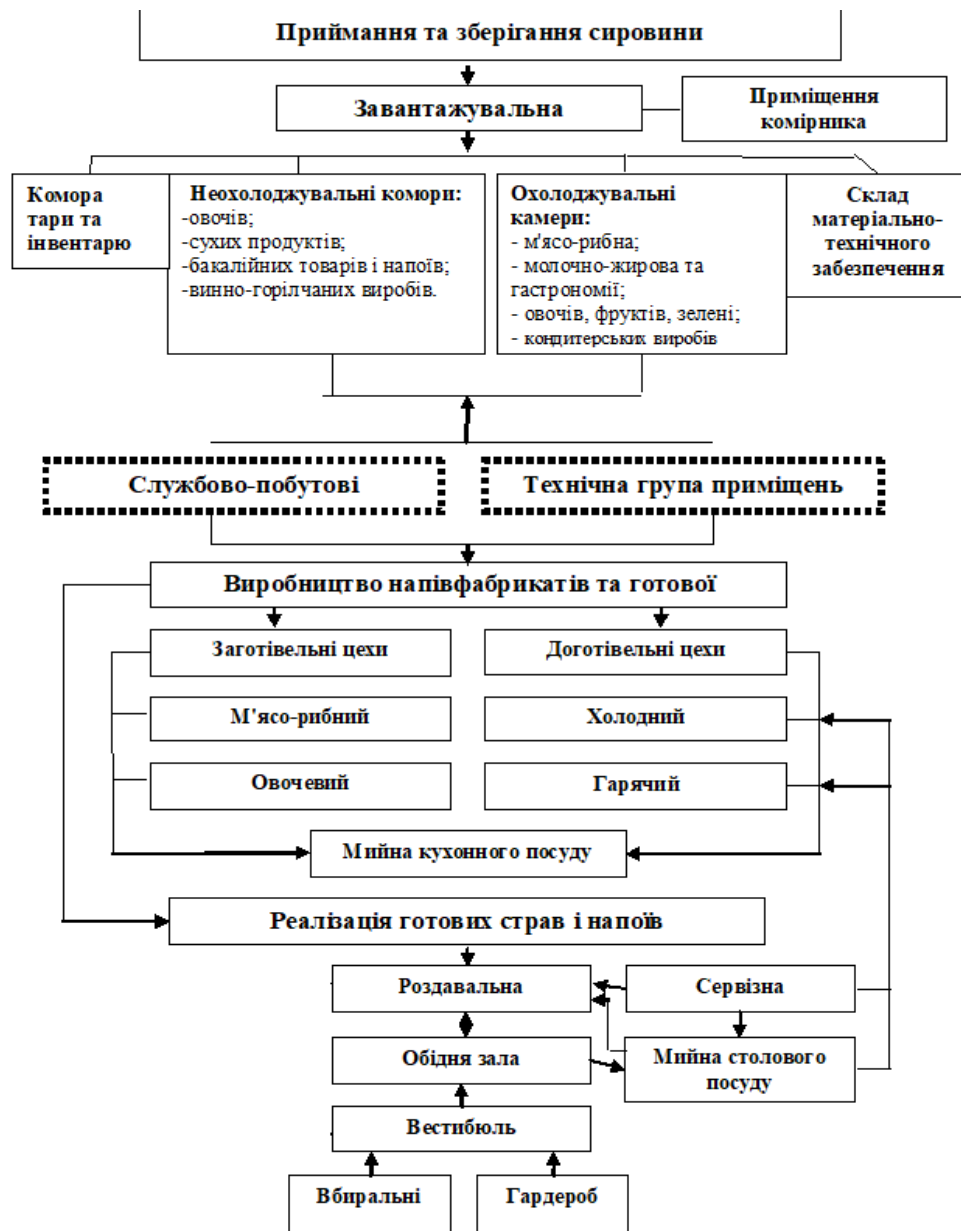 Приймання та зберігання сировини
Завантажувальна
Приміщення
комірника
Комора
тари та
інвентарю
Неохолоджувальні комори:
-овочів;
-сухих продуктів;
-бакалійних товарів і напоїв;
-винно-горілчаних виробів.
Охолоджувальні
камери:
- м'ясо-рибна;
- молочно-жирова та
гастрономії;
- овочів, фруктів, зелені;
- кондитерських виробів
Склад
матеріально-
технічного
забезпечення
Службово-побутові
Технічна група приміщень
Виробництво напівфабрикатів та готової
Заготівельні цехи
Доготівельні цехи
М'ясо-рибний
Холодний
Овочевий
Гарячий
Мийна кухонного посуду
Реалізація готових страв і напоїв
Роздавальна
Сервізна
Обідня зала
Мийна столового
посуду
Вестибюль
Вбиральні
Гардероб